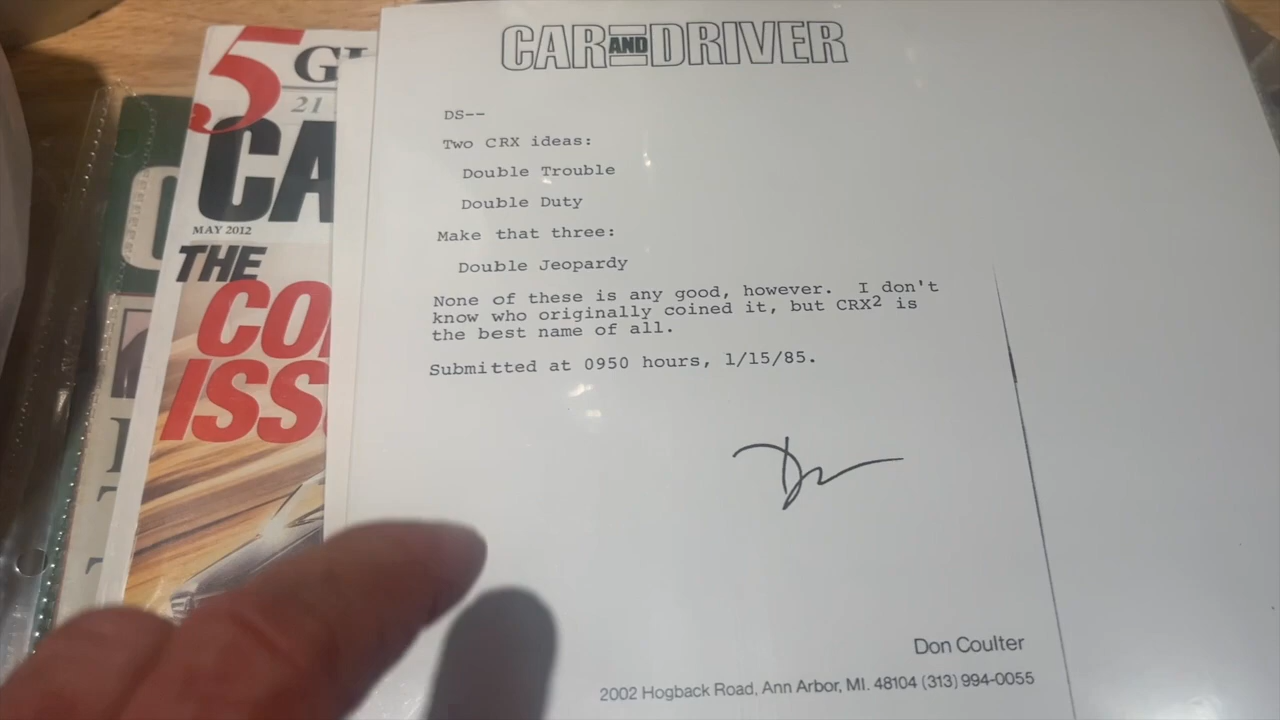 CAR AND DRIVER
DS--
Two CRX ideas:
Double Trouble
Double Duty
Make that three:
Double Jeopardy
None of these is any good, however. I don't
know who originally coined it, but CRX2 is
the best name of all.
Submitted at 0950 hours, 1/15/85.
Don Coulter
2002 Hogback Road, Ann Arbor, MI. 48104 (313) 994-0055
5 G
21
CA
MAY 2012
THE
CO
ISS